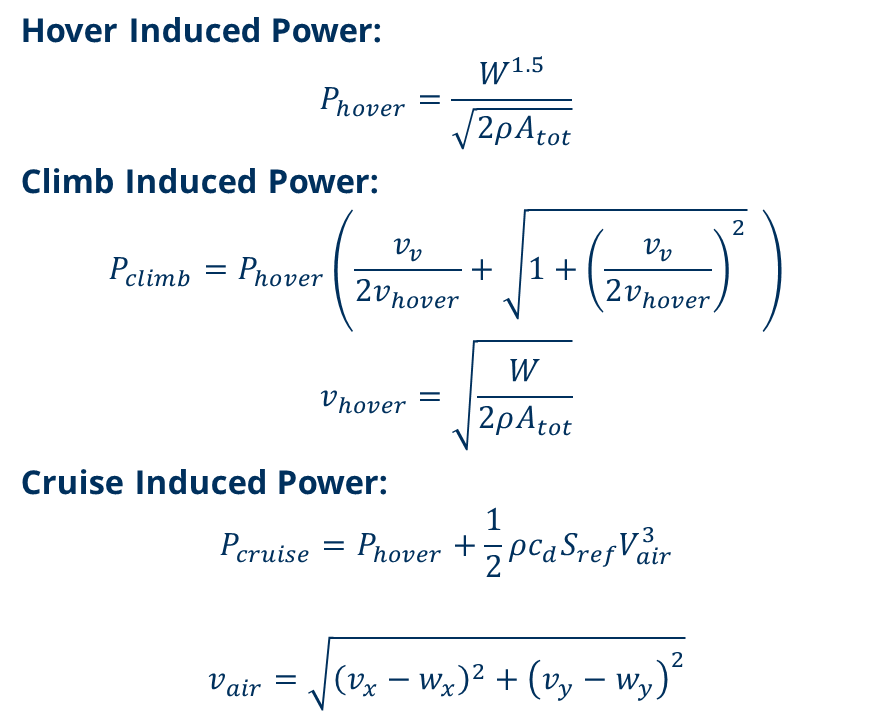 Hover Induced Power:
P_hover = W^1.5 / √(2ρA_tot)
Climb Induced Power:
P_climb = P_hover ( v_v / (2v_hover) + √(1 + (v_v / (2v_hover))^2) )
v_hover = √(W / (2ρA_tot))
Cruise Induced Power:
P_cruise = P_hover + 1/2 ρc_d S_ref V_air^3
v_air = √((v_x − w_x)^2 + (v_y − w_y)^2)